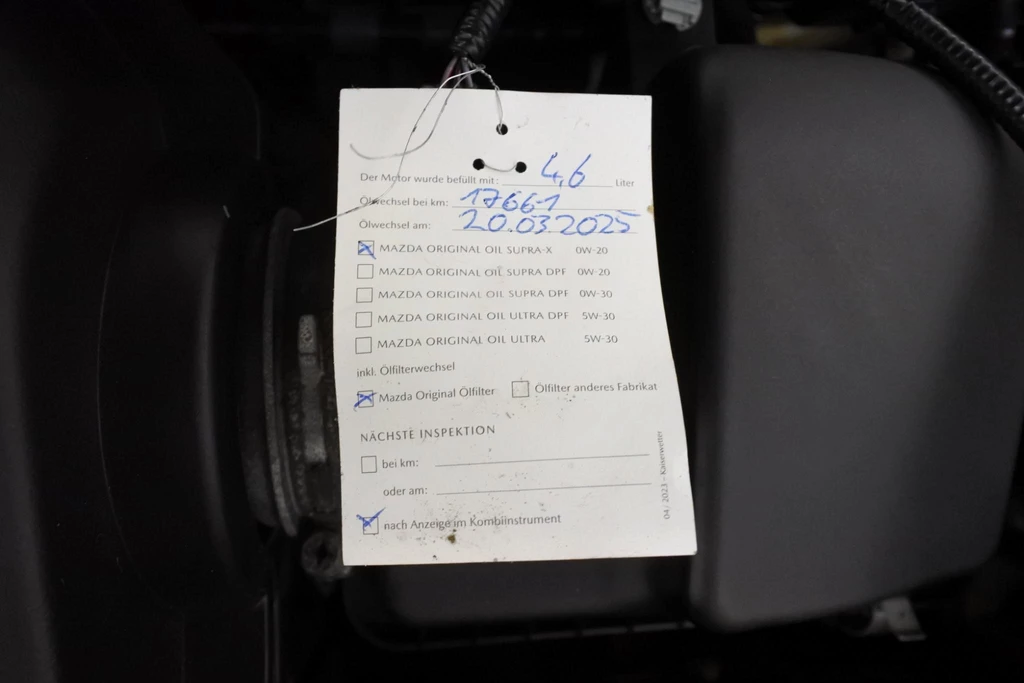 Der Motor wurde befüllt mit: 4,6 Liter
Ölwechsel bei km: 17661
Ölwechsel am: 20.03.2025
MAZDA ORIGINAL OIL SUPRA-X 0W-20
MAZDA ORIGINAL OIL SUPRA DPF 0W-20
MAZDA ORIGINAL OIL SUPRA DPF 0W-30
MAZDA ORIGINAL OIL ULTRA DPF 5W-30
MAZDA ORIGINAL OIL ULTRA 5W-30
inkl. Ölfilterwechsel
Mazda Original Ölfilter Ölfilter anderes Fabrikat
NÄCHSTE INSPEKTION
bei km:
oder am:
nach Anzeige im Kombiinstrument
04 / 2023 – Kaiserwetter